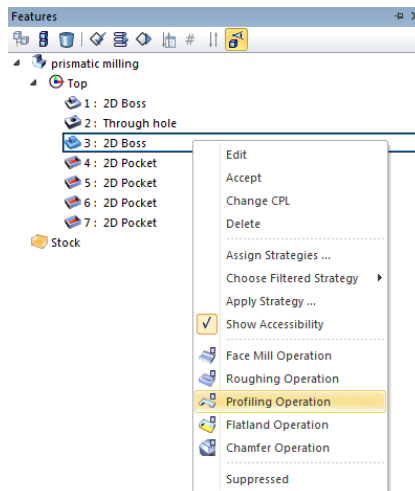 Features
prismatic milling
Top
1 : 2D Boss
2 : Through hole
3 : 2D Boss
4 : 2D Pocket
5 : 2D Pocket
6 : 2D Pocket
7 : 2D Pocket
Stock
Edit
Accept
Change CPL
Delete
Assign Strategies ...
Choose Filtered Strategy
Apply Strategy ...
Show Accessibility
Face Mill Operation
Roughing Operation
Profiling Operation
Flatland Operation
Chamfer Operation
Suppressed